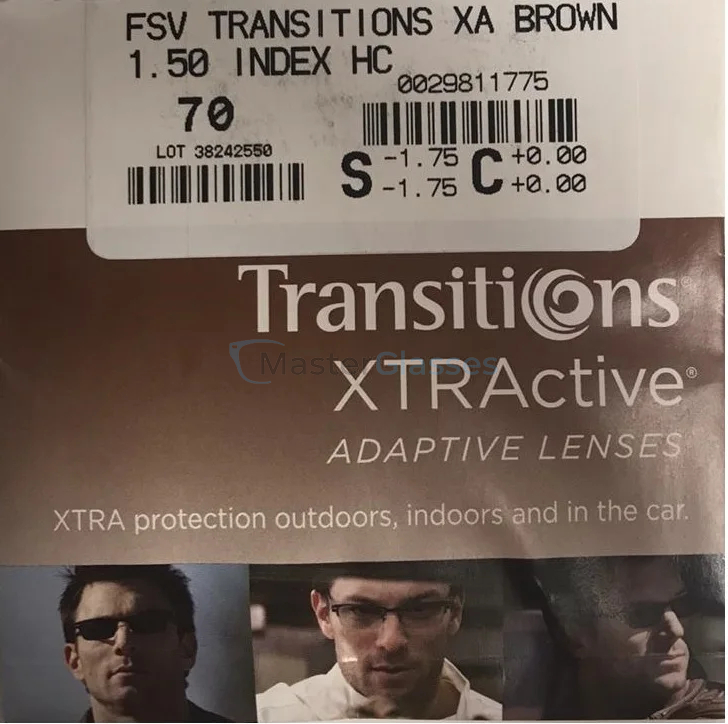 FSV TRANSITIONS XA BROWN
1.50 INDEX HC
0029811775
70
LOT 38242550
S -1.75 C +0.00
-1.75 +0.00
Transitions®
MasterGlasses
XTRActive®
ADAPTIVE LENSES
XTRA protection outdoors, indoors and in the car.